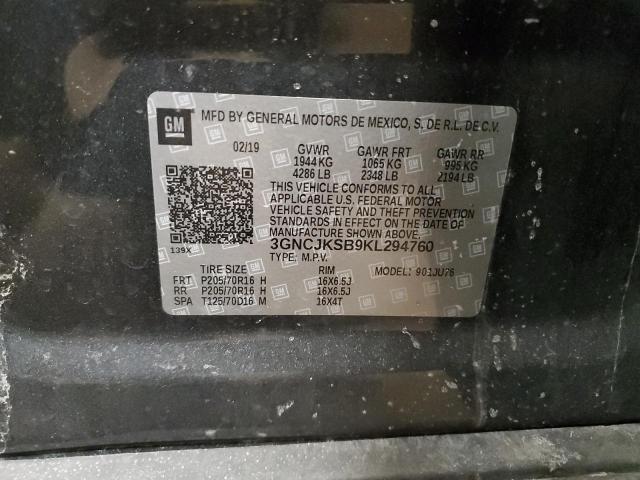 GM
MFD BY GENERAL MOTORS DE MEXICO, S. DE R.L. DE C.V.
02/19 GVWR GAWR FRT GAWR RR
1944 KG 1065 KG 995 KG
4286 LB 2348 LB 2194 LB
THIS VEHICLE CONFORMS TO ALL
APPLICABLE U.S. FEDERAL MOTOR
VEHICLE SAFETY AND THEFT PREVENTION
STANDARDS IN EFFECT ON THE DATE OF
MANUFACTURE SHOWN ABOVE.
139X 3GNCJKSB9KL294760
TYPE: M.P.V.
TIRE SIZE RIM MODEL: 901JU76
FRT P205/70R16 H 16X6.5J
RR P205/70R16 H 16X6.5J
SPA T125/70D16 M 16X4T